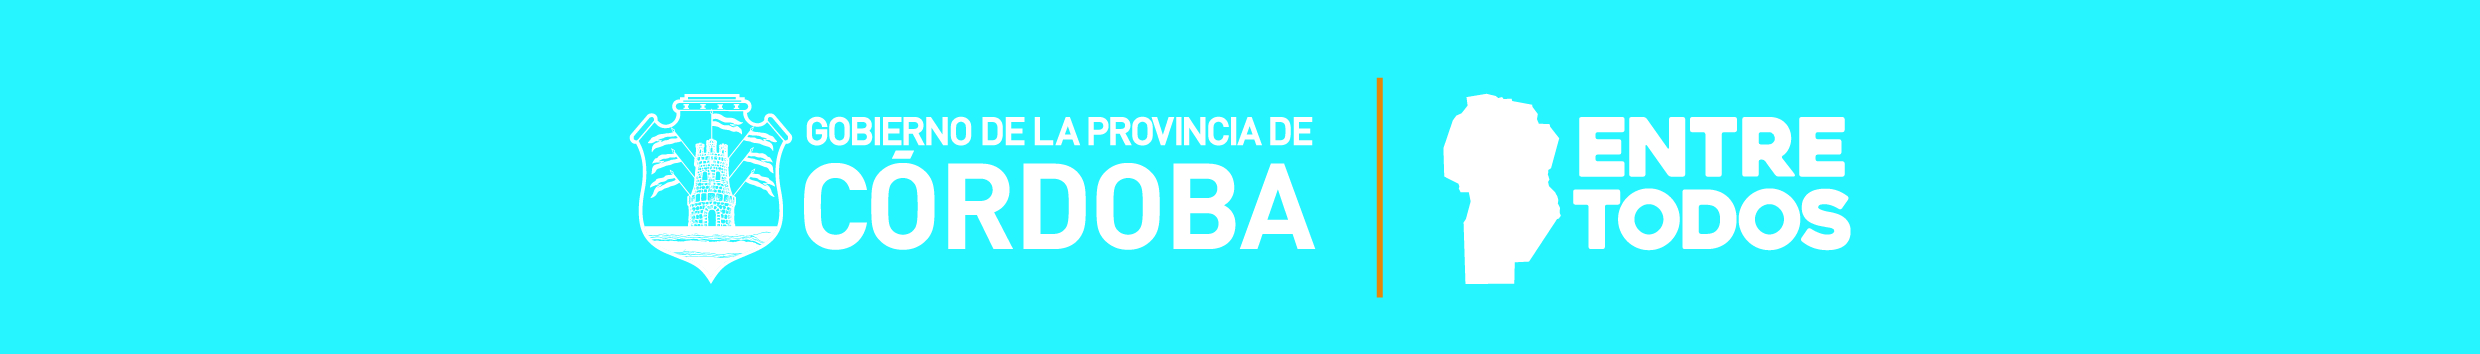 GOBIERNO DE LA PROVINCIA DE
CÓRDOBA
ENTRE
TODOS